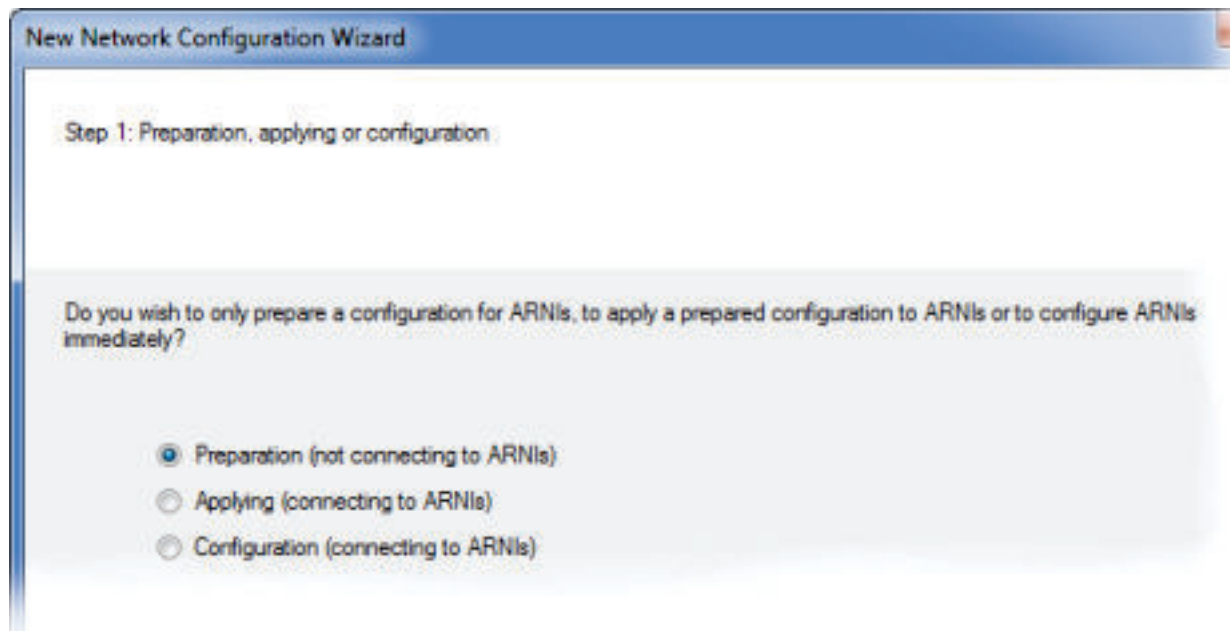 New Network Configuration Wizard
Step 1: Preparation, applying or configuration
Do you wish to only prepare a configuration for ARNIs, to apply a prepared configuration to ARNIs or to configure ARNIs
immediately?
Preparation (not connecting to ARNIs)
Applying (connecting to ARNIs)
Configuration (connecting to ARNIs)